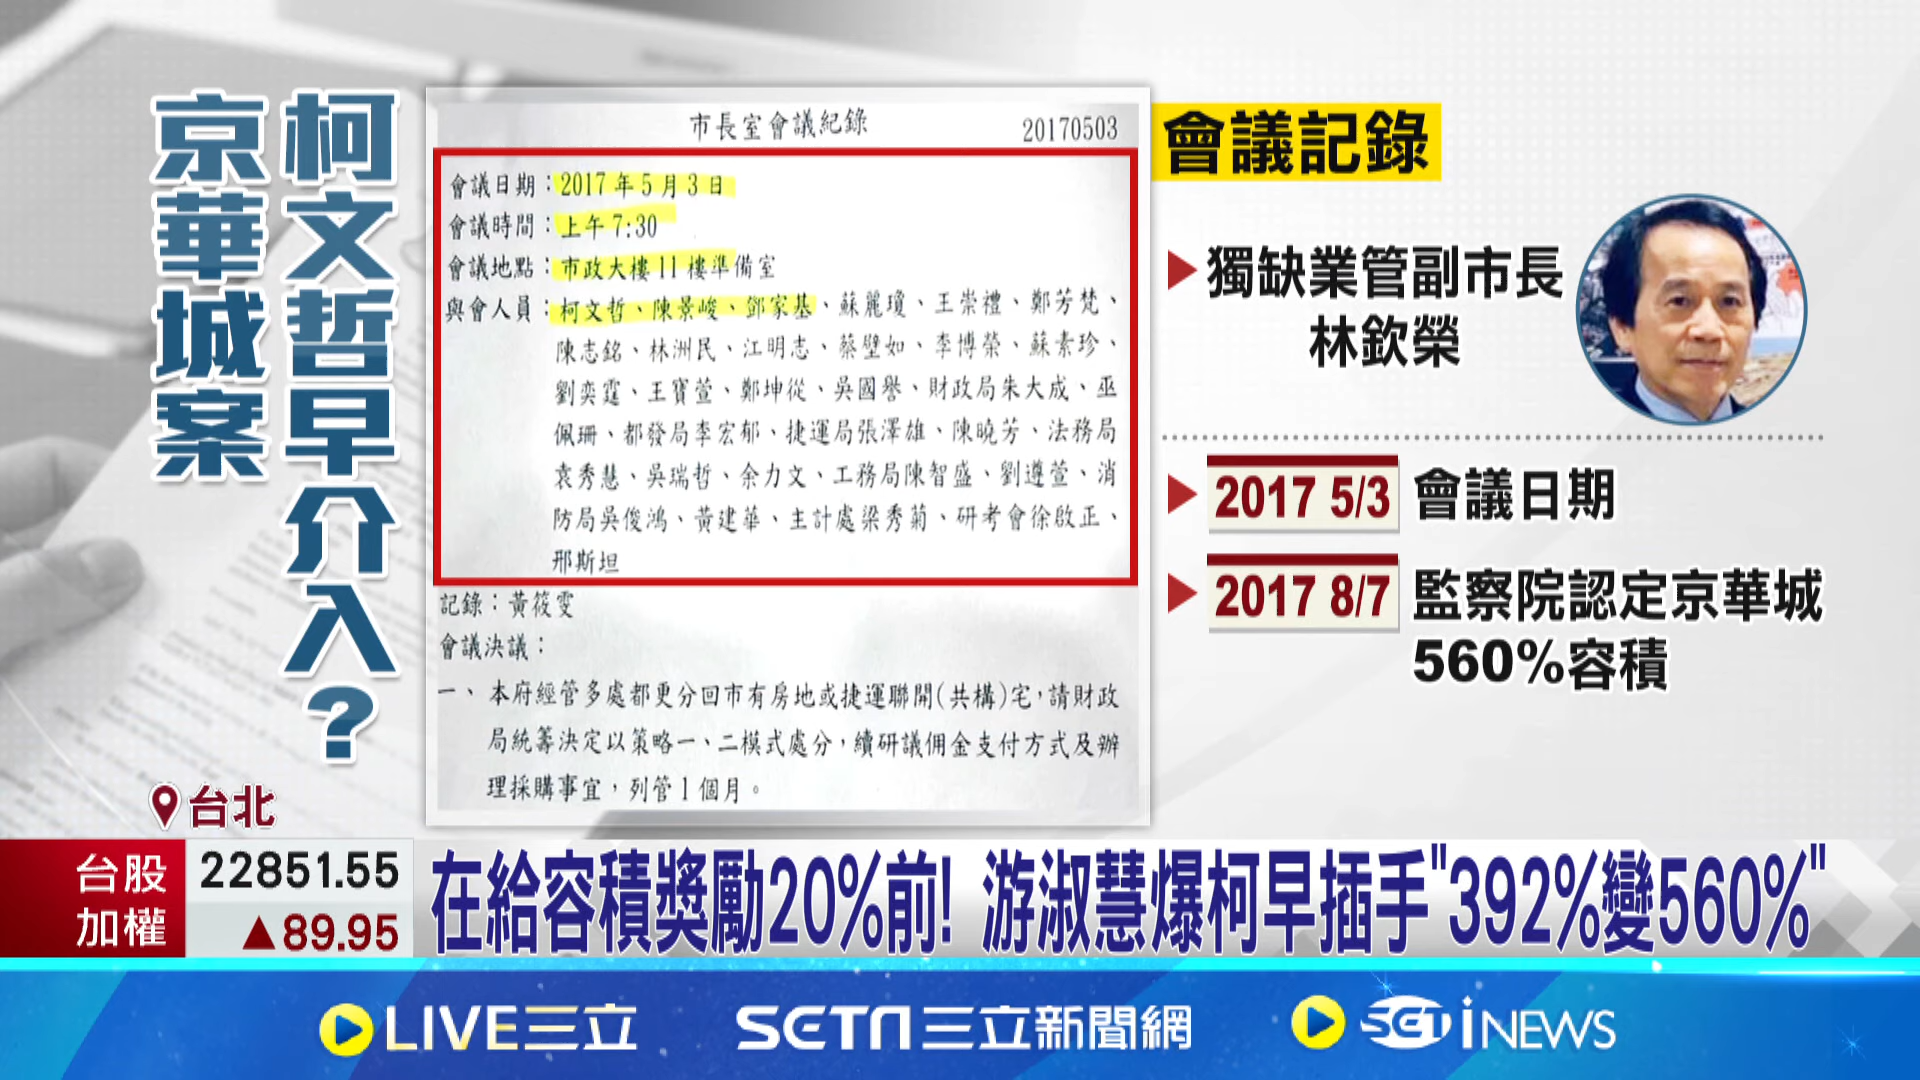 柯文哲早介入?
京華城案
市長室會議紀錄
20170503
會議日期：2017年5月3日
會議時間：上午7:30
會議地點：市政大樓11樓準備室
與會人員：柯文哲、陳景峻、鄧家基、蘇麗瓊、王崇禮、鄭芳梵、
陳志銘、林洲民、江明志、蔡壁如、李博榮、蘇素珍、
劉奕霆、王寶萱、鄭坤從、吳國譽、財政局朱大成、巫
佩珊、都發局李宏郁、捷運局張澤雄、陳曉芳、法務局
袁秀慧、吳瑞哲、余力文、工務局陳智盛、劉遵萱、消
防局吳俊鴻、黃建華、主計處梁秀菊、研考會徐啟正、
邢斯坦
記錄：黃筱雯
會議決議：
一、本府經管多處都更分回市有房地或捷運聯開(共構)宅，請財政
局統籌決定以策略一、二模式處分，續研議佣金支付方式及辦
理採購事宜，列管1個月。
會議記錄
獨缺業管副市長
林欽榮
2017 5/3 會議日期
2017 8/7 監察院認定京華城
560%容積
台北
台股
加權
22851.55
▲89.95
在給容積獎勵20%前! 游淑慧爆柯早插手"392%變560%"
LIVE三立
SETN三立新聞網
SET iNEWS